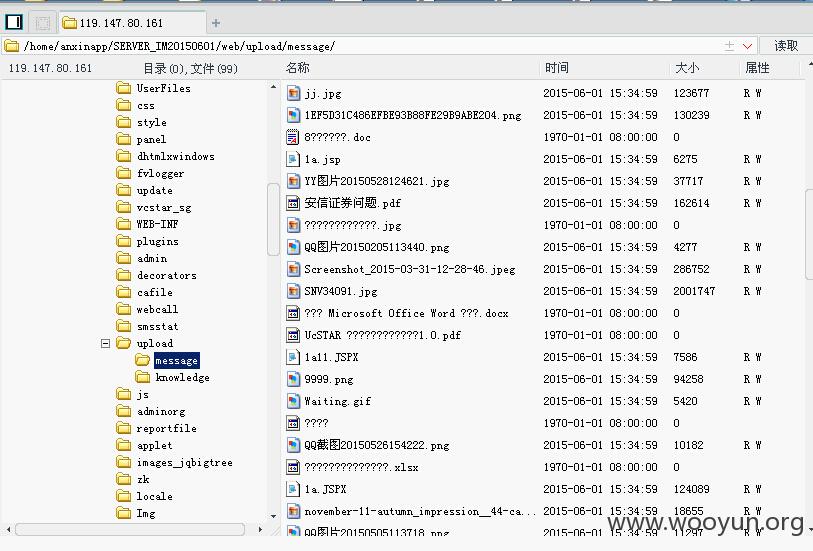 119.147.80.161
/home/anxinapp/SERVER_IM20150601/web/upload/message/ 读取
119.147.80.161 目录(0),文件(99) 名称 时间 大小 属性
UserFiles
css
style
panel
dhtmlxwindows
fvlogger
update
vcstar_sg
WEB-INF
plugins
admin
decorators
cafile
webcall
smsstat
upload
message
knowledge
js
adminorg
reportfile
applet
images_jqbigtree
zk
locale
Img
jj.jpg 2015-06-01 15:34:59 123677 R W
1EF5D31C486EFBE93B88FE29B9ABE204.png 2015-06-01 15:34:59 130239 R W
8??????.doc 1970-01-01 08:00:00 0
1a.jsp 2015-06-01 15:34:59 6275 R W
YY图片20150528124621.jpg 2015-06-01 15:34:59 37717 R W
安信证券问题.pdf 2015-06-01 15:34:59 162614 R W
????????????.jpg 1970-01-01 08:00:00 0
QQ图片20150205113440.png 2015-06-01 15:34:59 4277 R W
Screenshot_2015-03-31-12-28-46.jpeg 2015-06-01 15:34:59 286752 R W
SNV34091.jpg 2015-06-01 15:34:59 2001747 R W
??? Microsoft Office Word ???.docx 1970-01-01 08:00:00 0
UcSTAR ????????????1.0.pdf 1970-01-01 08:00:00 0
1a11.JSPX 2015-06-01 15:34:59 7586 R W
9999.png 2015-06-01 15:34:59 94258 R W
Waiting.gif 2015-06-01 15:34:59 5420 R W
???? 1970-01-01 08:00:00 0
QQ截图20150526154222.png 2015-06-01 15:34:59 10182 R W
??????????????.xlsx 1970-01-01 08:00:00 0
1a.JSPX 2015-06-01 15:34:59 124089 R W
november-11-autumn_impression__44-ca... 2015-06-01 15:34:59 18655 R W
QQ图片20150505113718.png 2015-06-01 15:34:59 11297 R W
www.wooyun.org